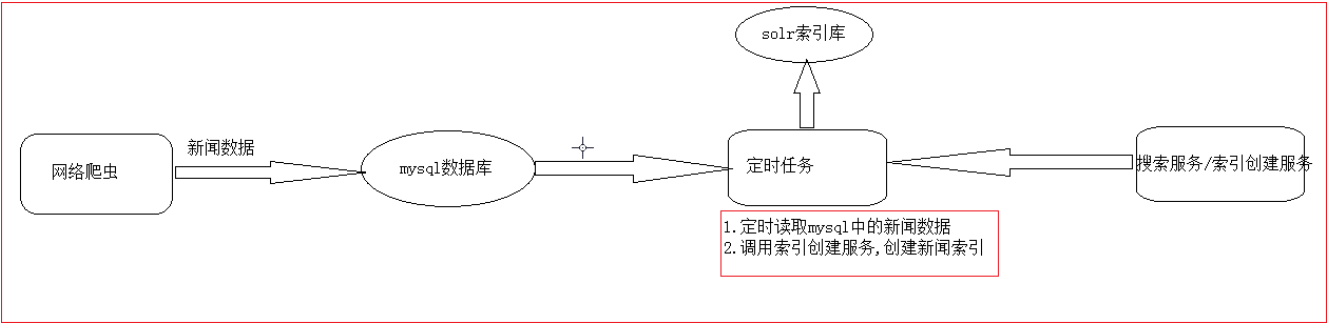 solr索引库
网络爬虫
新闻数据
mysql数据库
定时任务
搜索服务/索引创建服务
1.定时读取mysql中的新闻数据
2.调用索引创建服务,创建新闻索引